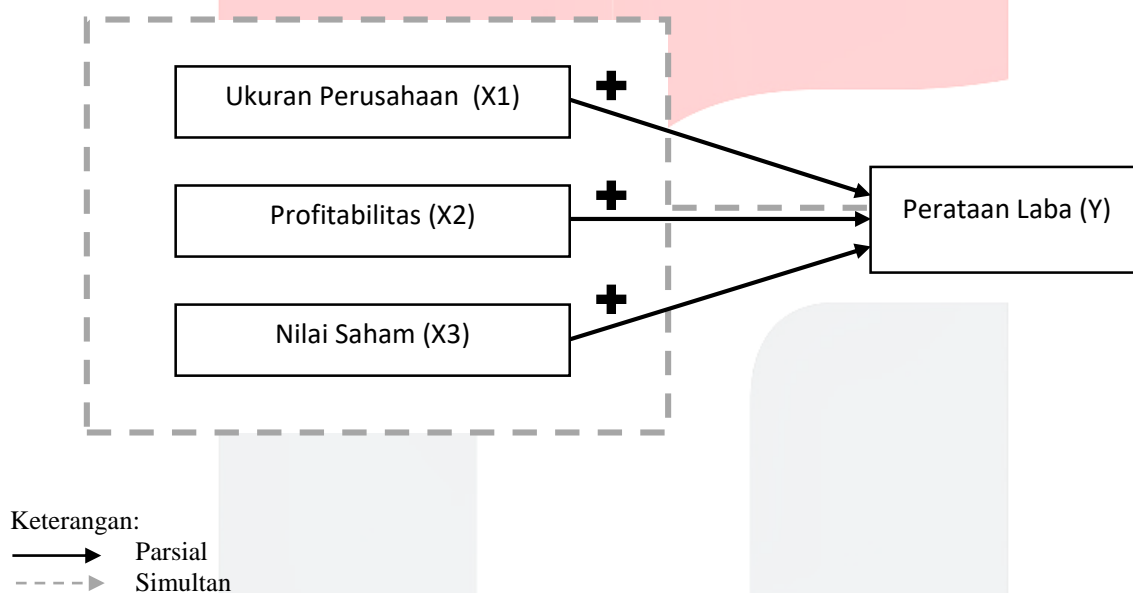 Ukuran Perusahaan (X1)
+
Profitabilitas (X2)
+
Perataan Laba (Y)
Nilai Saham (X3)
+
Keterangan:
Parsial
Simultan